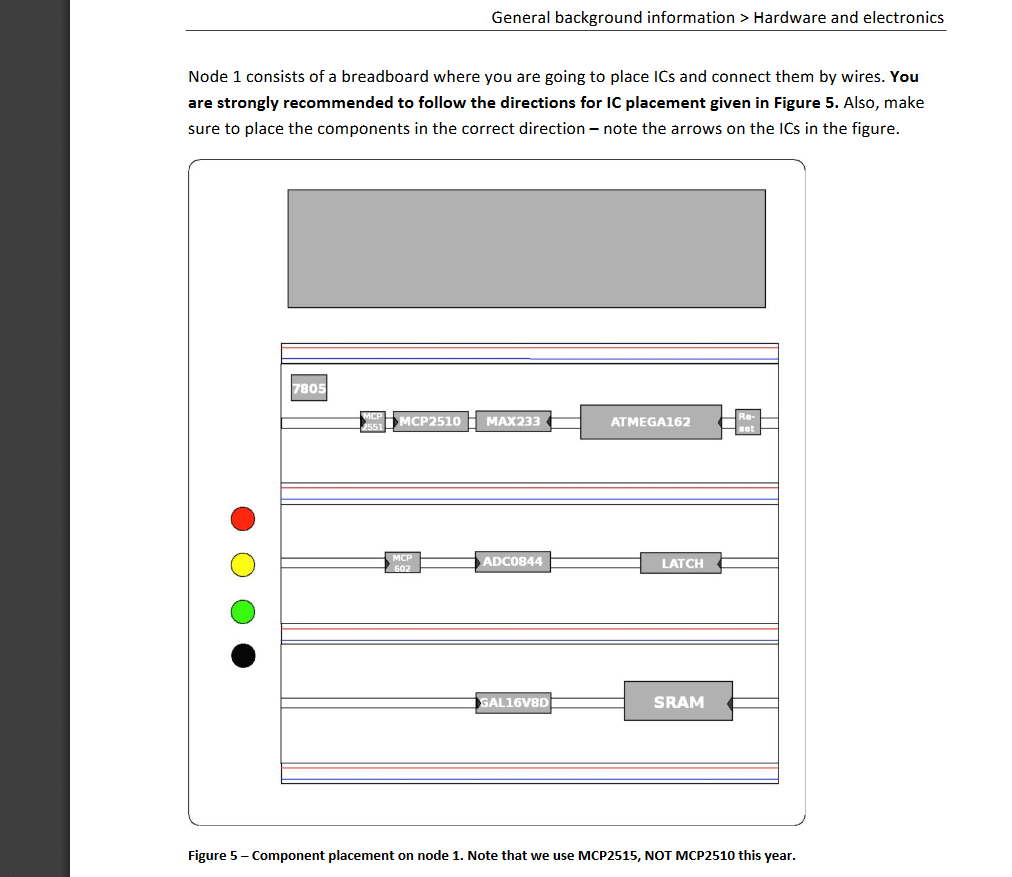 General background information > Hardware and electronics
Node 1 consists of a breadboard where you are going to place ICs and connect them by wires. You
are strongly recommended to follow the directions for IC placement given in Figure 5. Also, make
sure to place the components in the correct direction – note the arrows on the ICs in the figure.
7805
MCP
2551
MCP2510
MAX233
ATMEGA162
Re-
set
MCP
602
ADC0844
LATCH
GAL16V8D
SRAM
Figure 5 – Component placement on node 1. Note that we use MCP2515, NOT MCP2510 this year.